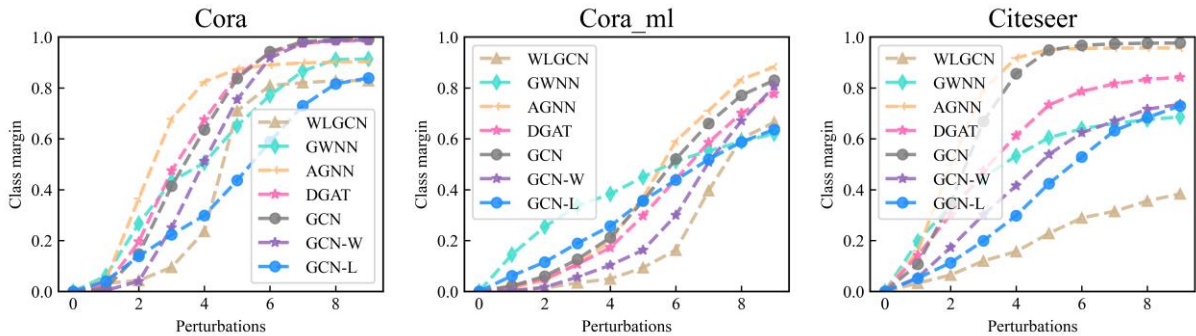 Cora
Class margin
1.0
0.8
0.6
0.4
0.2
0.0
WLGCN
GWNN
AGNN
DGAT
GCN
GCN-W
GCN-L
0 2 4 6 8
Perturbations
Cora_ml
Class margin
1.0
0.8
0.6
0.4
0.2
0.0
WLGCN
GWNN
AGNN
DGAT
GCN
GCN-W
GCN-L
0 2 4 6 8
Perturbations
Citeseer
Class margin
1.0
0.8
0.6
0.4
0.2
0.0
WLGCN
GWNN
AGNN
DGAT
GCN
GCN-W
GCN-L
0 2 4 6 8
Perturbations